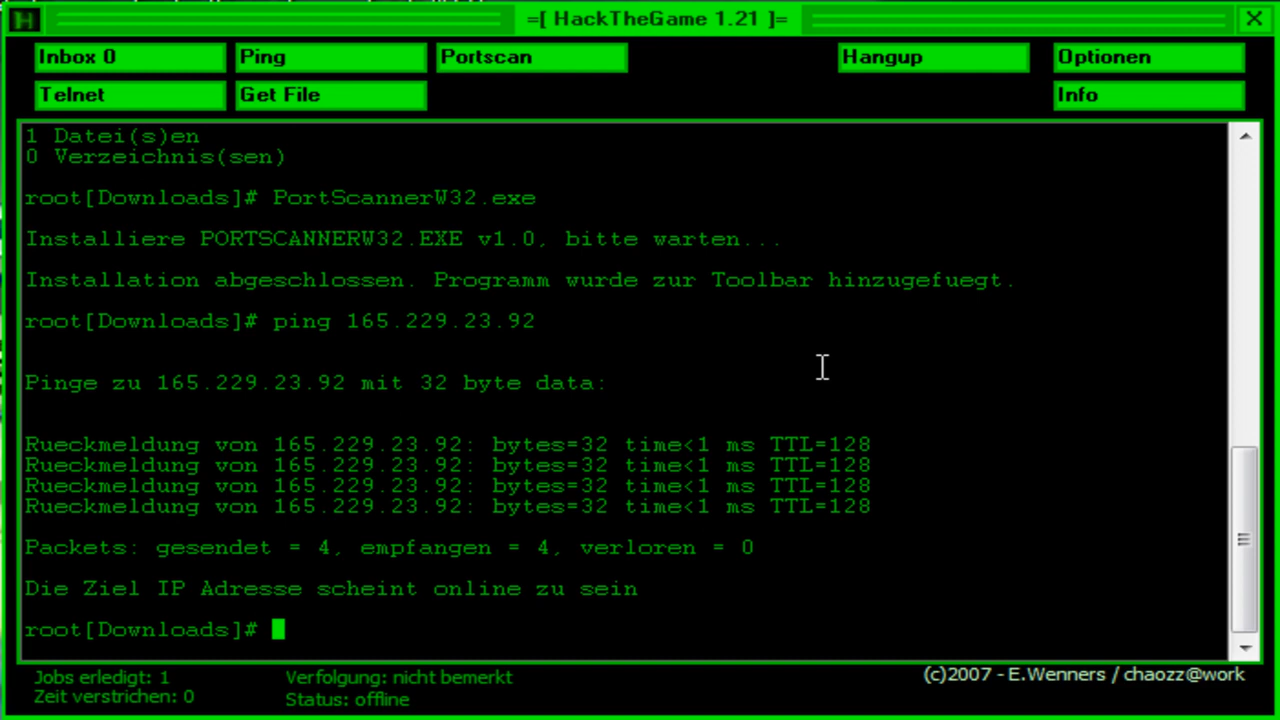 H
=[ HackTheGame 1.21 ]=
Inbox 0 Ping Portscan Hangup Optionen
Telnet Get File Info
1 Datei(s)en
0 Verzeichnis(sen)
root[Downloads]# PortScannerW32.exe
Installiere PORTSCANNERW32.EXE v1.0, bitte warten...
Installation abgeschlossen. Programm wurde zur Toolbar hinzugefuegt.
root[Downloads]# ping 165.229.23.92
Pinge zu 165.229.23.92 mit 32 byte data:
Rueckmeldung von 165.229.23.92: bytes=32 time<1 ms TTL=128
Rueckmeldung von 165.229.23.92: bytes=32 time<1 ms TTL=128
Rueckmeldung von 165.229.23.92: bytes=32 time<1 ms TTL=128
Rueckmeldung von 165.229.23.92: bytes=32 time<1 ms TTL=128
Packets: gesendet = 4, empfangen = 4, verloren = 0
Die Ziel IP Adresse scheint online zu sein
root[Downloads]#
Jobs erledigt: 1 Verfolgung: nicht bemerkt (c)2007 - E.Wenners / chaozz@work
Zeit verstrichen: 0 Status: offline